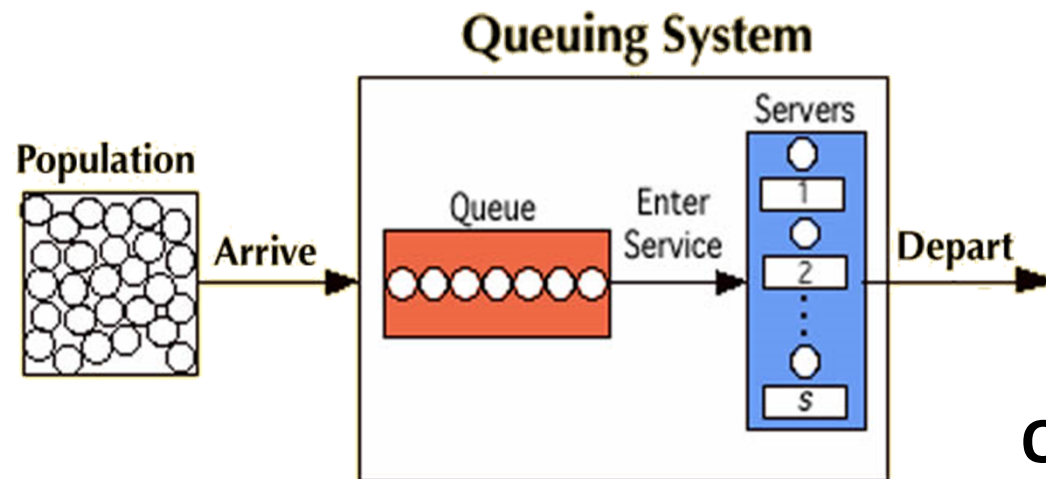 Queuing System
Servers
Population
1
Queue
Enter
Service
2
Arrive
Depart
s